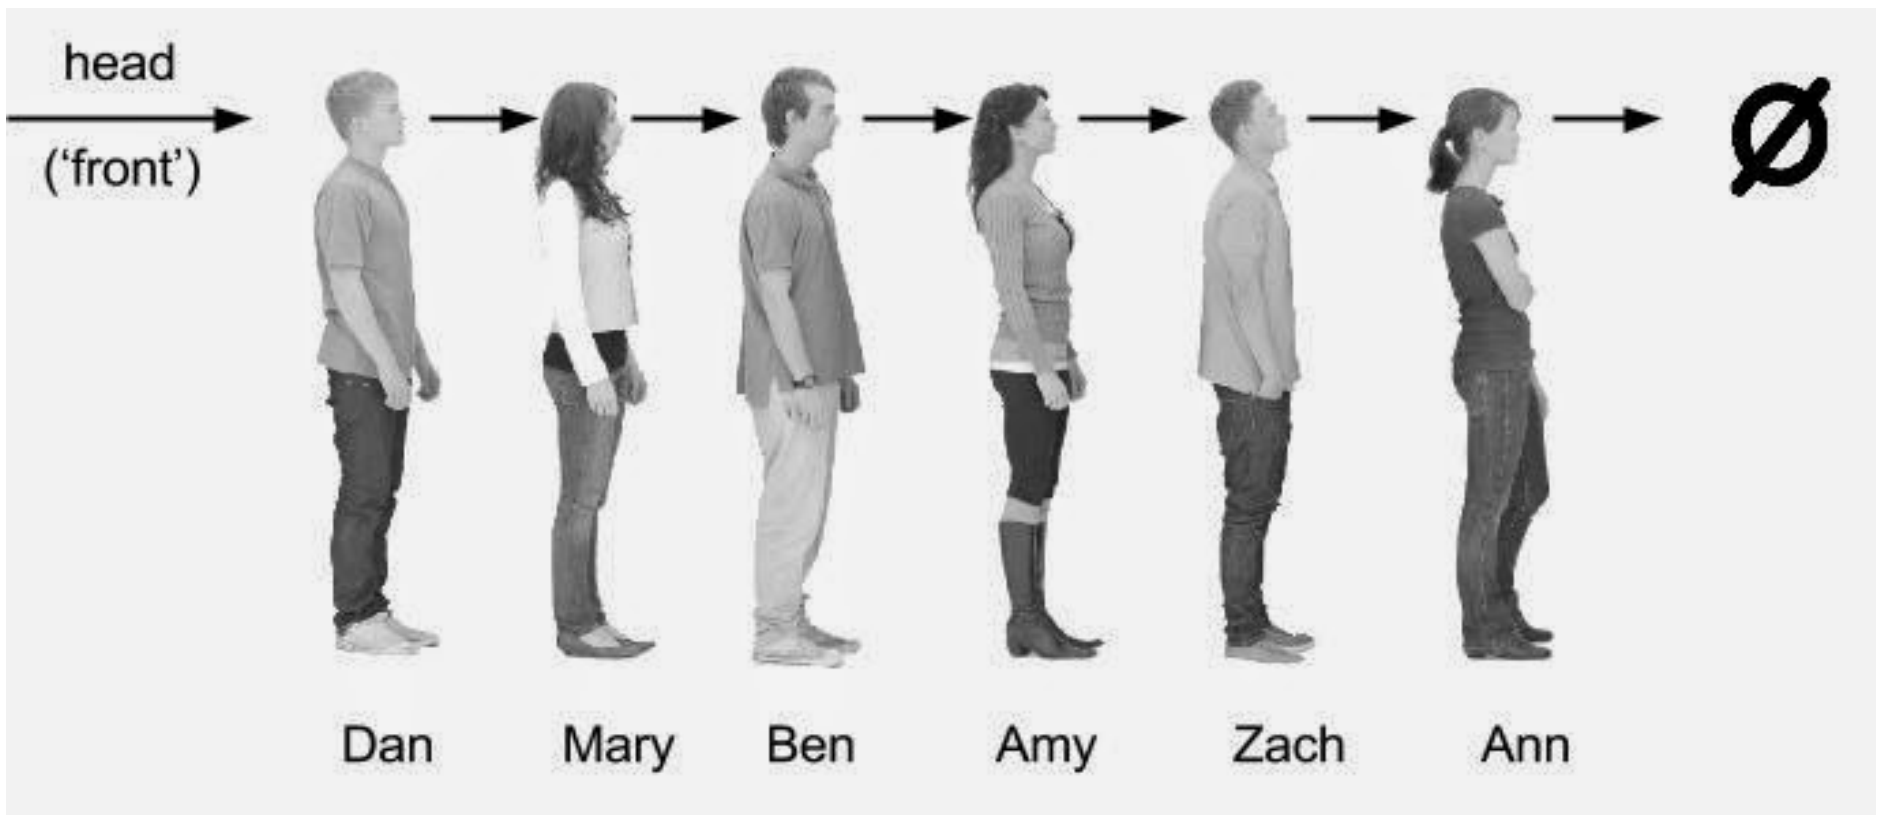 head
(‘front’)
Ø
Dan Mary Ben Amy Zach Ann